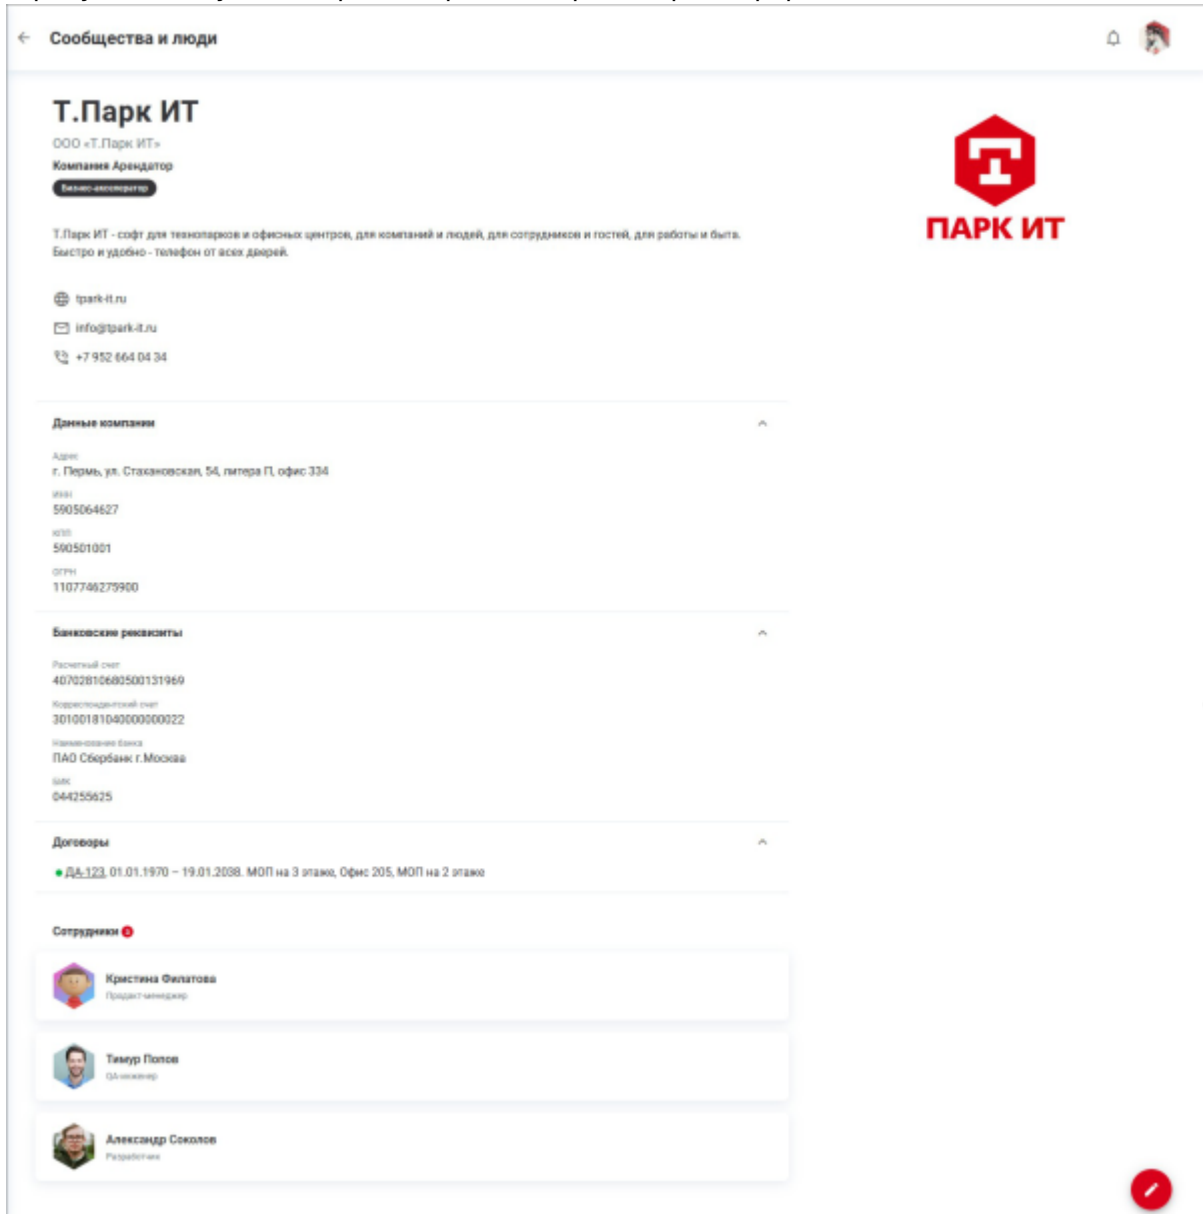 Сообщества и люди
Т.Парк ИТ
ООО «Т.Парк ИТ»
Компания Арендатор
Бизнес-акселератор
Т.Парк ИТ - софт для технопарков и офисных центров, для компаний и людей, для сотрудников и гостей, для работы и быта.
Быстро и удобно - телефон от всех дверей.
ПАРК ИТ
tpark-it.ru
info@tpark-it.ru
+7 952 664 04 34
Данные компании
Адрес
г. Пермь, ул. Стахановская, 54, литера П, офис 334
ИНН
5905064627
КПП
590501001
ОГРН
1107746275900
Банковские реквизиты
Расчетный счет
40702810680500131969
Корреспондентский счет
30100181040000000022
Наименование банка
ПАО Сбербанк г.Москва
БИК
044255625
Договоры
ДА-123, 01.01.1970 – 19.01.2038. МОП на 3 этаже, Офис 205, МОП на 2 этаже
Сотрудники 3
Кристина Филатова
Продакт-менеджер
Тимур Попов
QA-инженер
Александр Соколов
Разработчик